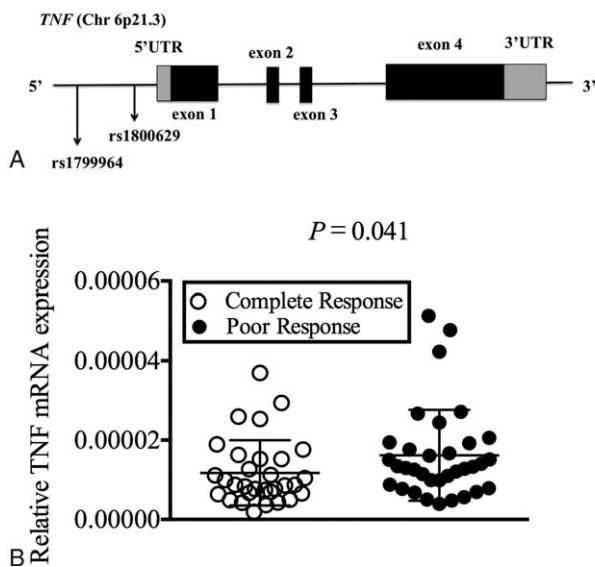 TNF (Chr 6p21.3)
5'UTR
exon 2
exon 4
3'UTR
5'
3'
exon 1
exon 3
rs1800629
rs1799964
A
P = 0.041
Relative TNF mRNA expression
0.00006
0.00004
0.00002
0.00000
Complete Response
Poor Response
B